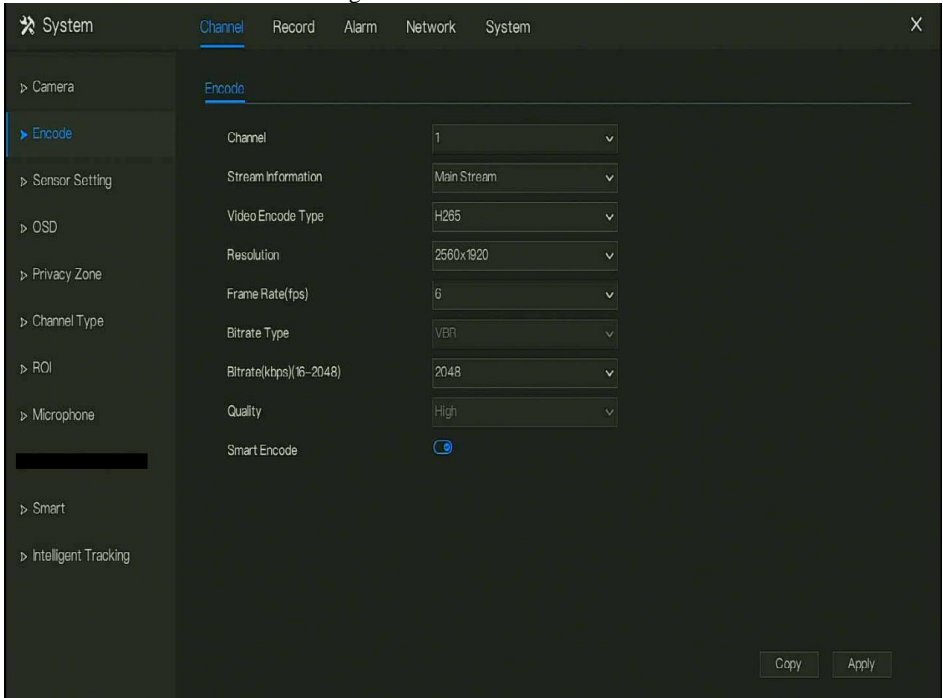 System
Channel Record Alarm Network System
X
Camera
Encode
Sensor Setting
OSD
Privacy Zone
Channel Type
ROI
Microphone
Smart
Intelligent Tracking
Encode
Channel 1
Stream Information Main Stream
Video Encode Type H265
Resolution 2560x1920
Frame Rate(fps) 6
Bitrate Type VBR
Bitrate(kbps)(16-2048) 2048
Quality High
Smart Encode
Copy Apply